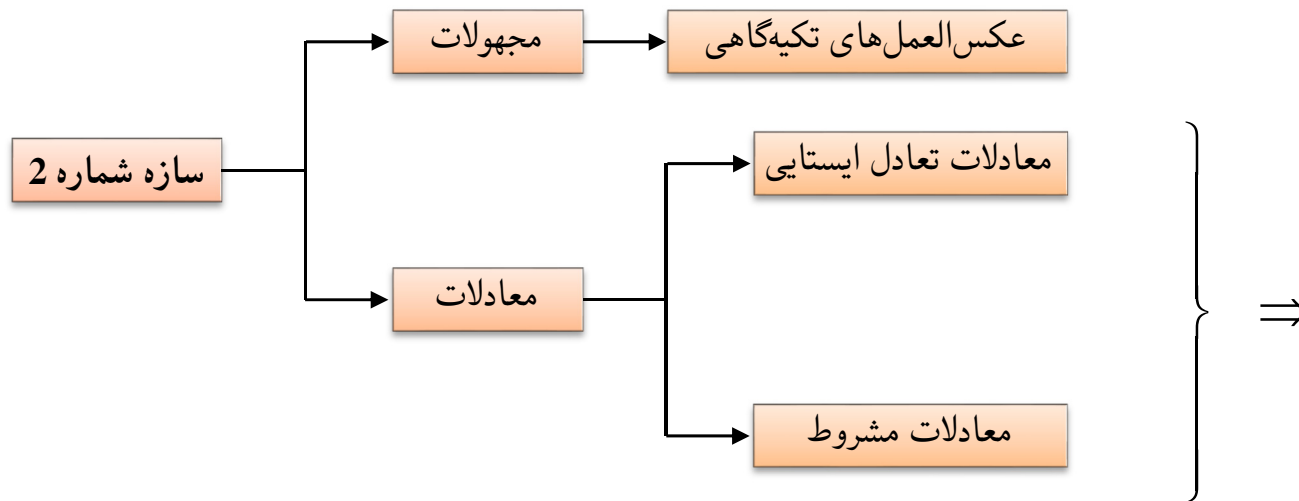 مجهولات
عکس‌العمل‌های تکیه‌گاهی
سازه شماره 2
معادلات تعادل ایستایی
معادلات
⇒
معادلات مشروط